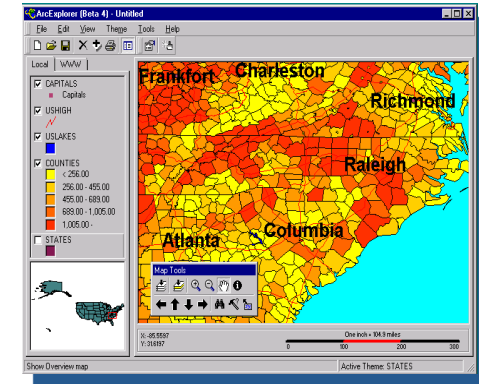 ArcExplorer (Beta 4) - Untitled
File Edit View Theme Tools Help
Local WWW
CAPITALS
Capitals
USHIGH
USLAKES
COUNTIES
< 256.00
256.00 - 455.00
455.00 - 689.00
689.00 - 1,005.00
1,005.00 -
STATES
Frankfort Charleston
Richmond
Raleigh
Atlanta Columbia
Map Tools
X: -85.5597
Y: 31.6197
One inch = 104.9 miles
0 100 200 300
Show Overview map
Active Theme: STATES